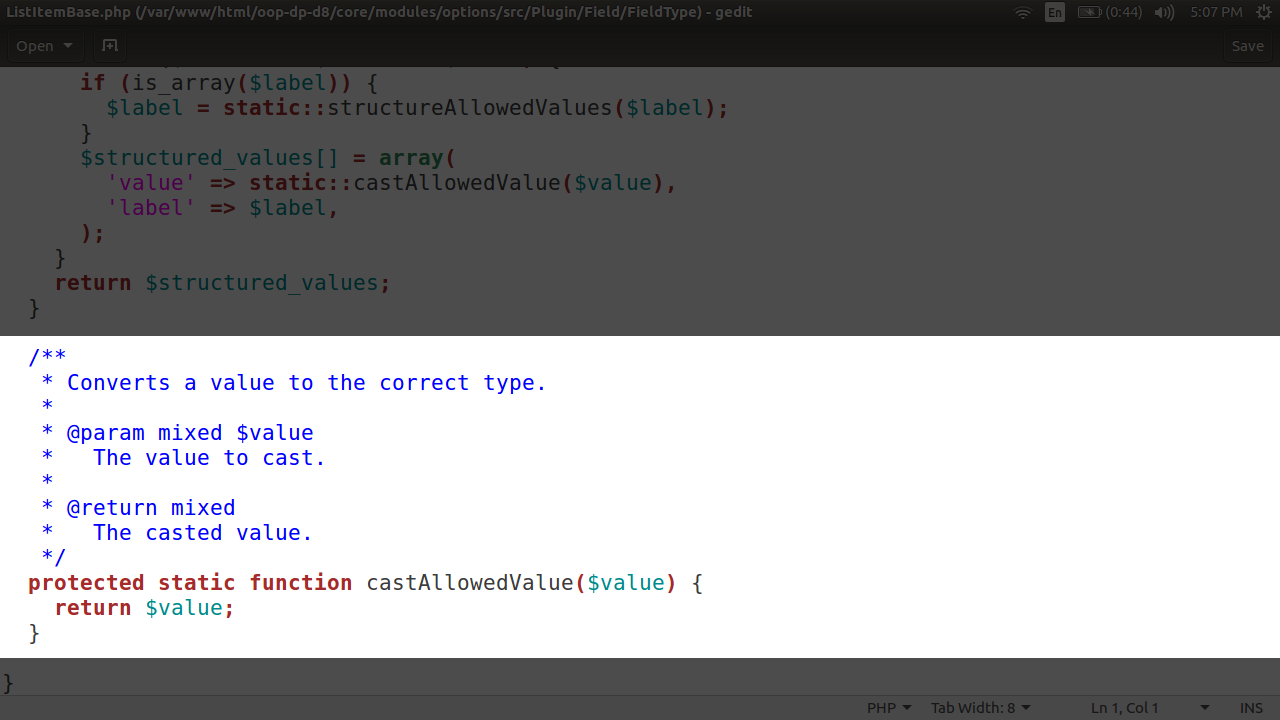 ListItemBase.php (/var/www/html/oop-dp-d8/core/modules/options/src/Plugin/Field/FieldType) - gedit
En (0:44) 5:07 PM
Open Save
if (is_array($label)) {
$label = static::structureAllowedValues($label);
}
$structured_values[] = array(
'value' => static::castAllowedValue($value),
'label' => $label,
);
}
return $structured_values;
}
/**
* Converts a value to the correct type.
*
* @param mixed $value
*   The value to cast.
*
* @return mixed
*   The casted value.
*/
protected static function castAllowedValue($value) {
return $value;
}
}
PHP Tab Width: 8 Ln 1, Col 1 INS